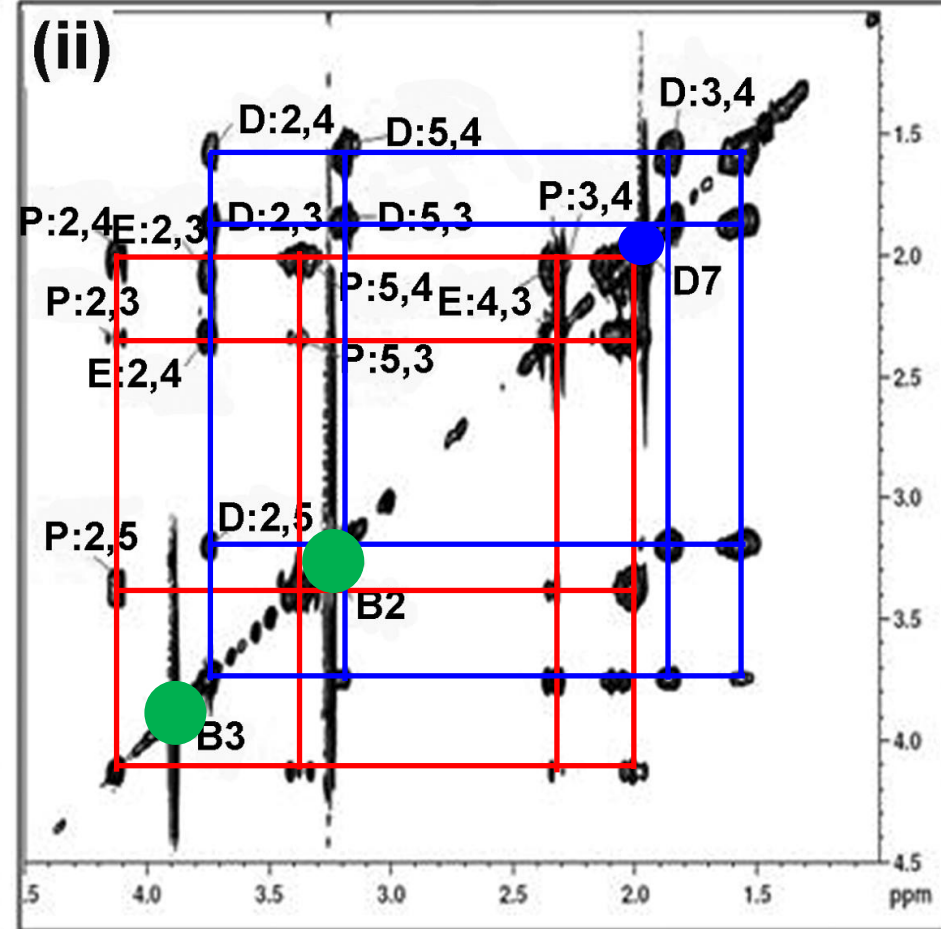 (ii)
D:2,4
D:5,4
D:3,4
1.5
P:2,4
E:2,3
D:2,3
D:5,3
P:3,4
2.0
P:5,4
E:4,3
D7
P:2,3
P:5,3
E:2,4
2.5
3.0
D:2,5
P:2,5
3.5
B2
B3
4.0
4.5
.5 4.0 3.5 3.0 2.5 2.0 1.5 ppm